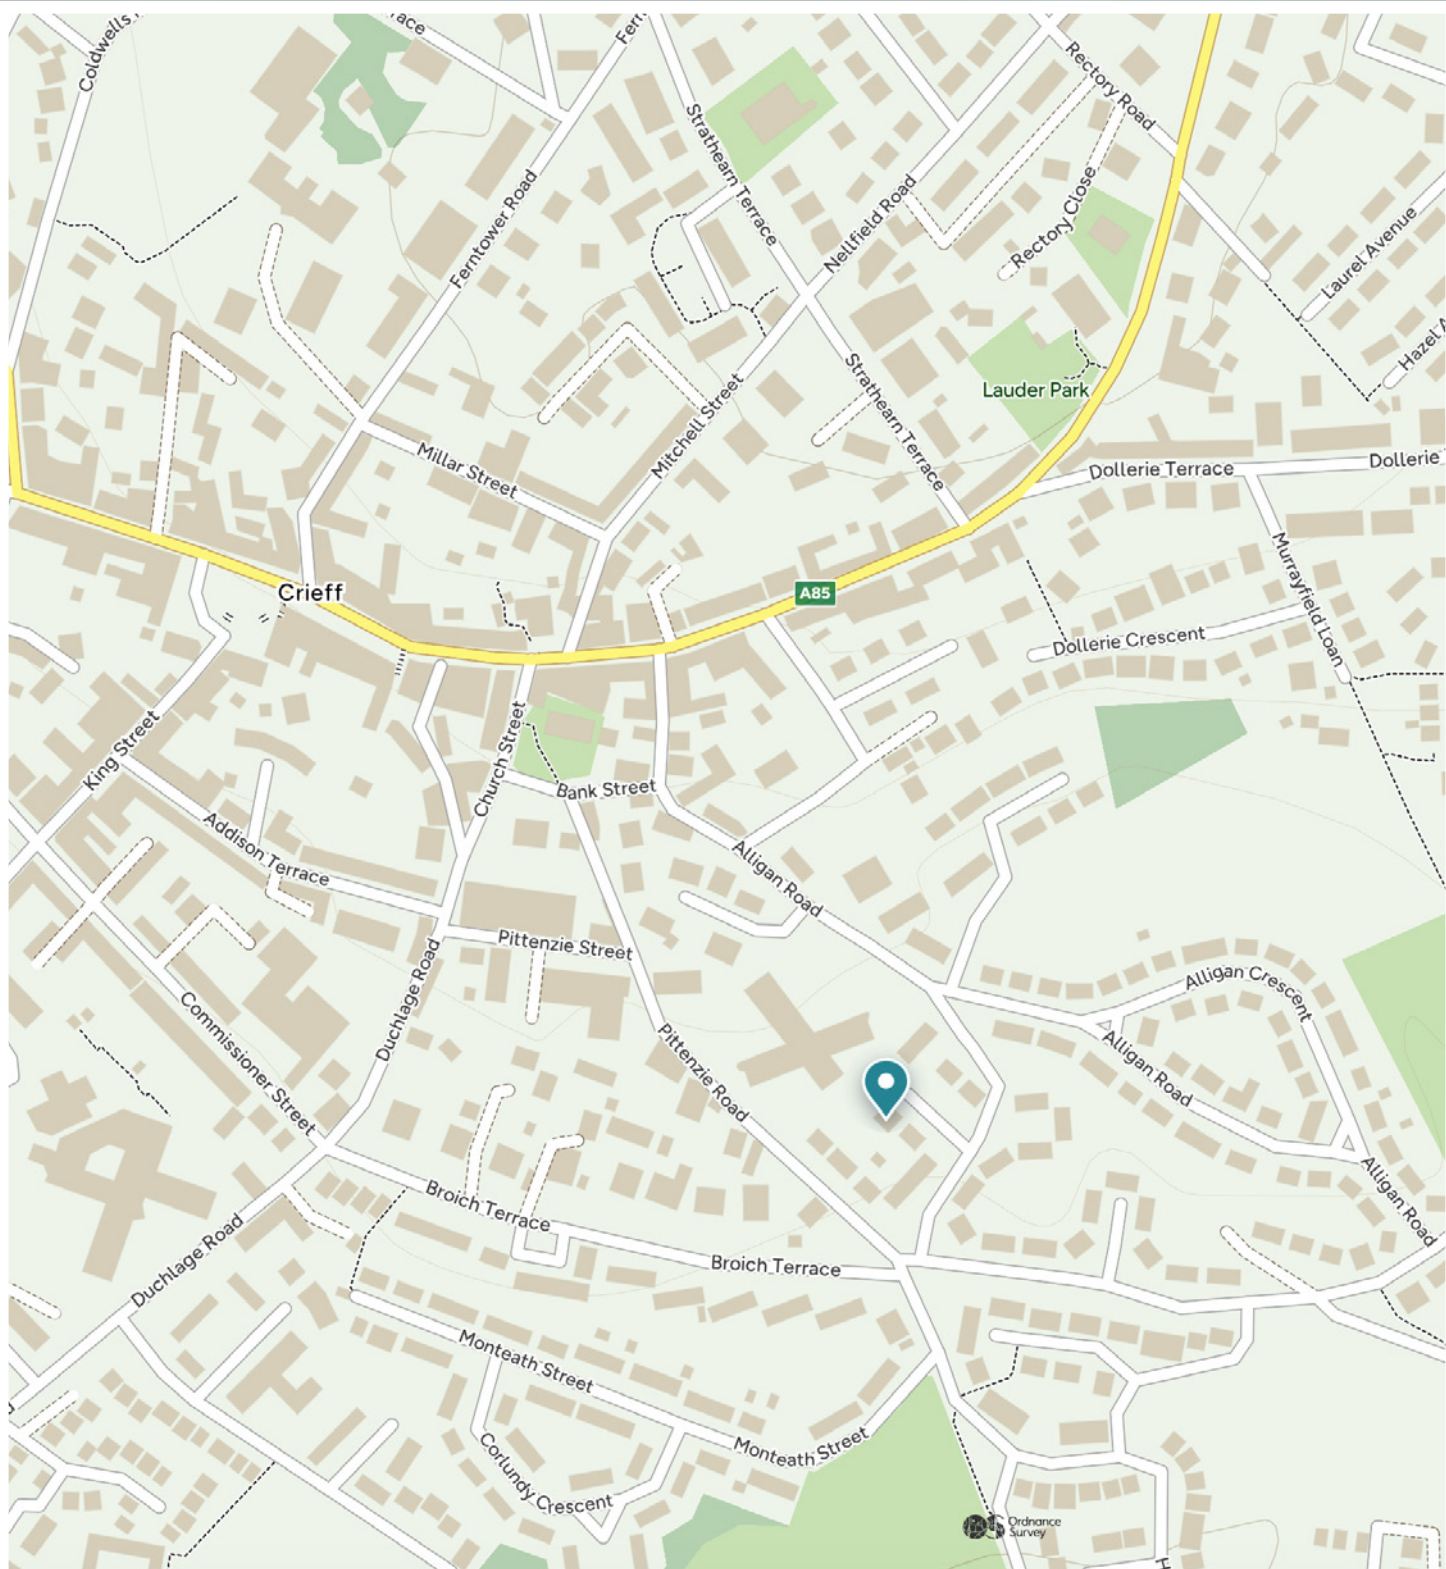 Coldwells
race
Fern
Rectory Road
Strathearn Terrace
Ferntower Road
Nellfield Road
Rectory Close
Laurel Avenue
Hazel A
Strathearn Terrace
Lauder Park
Mitchell Street
Millar Street
Dollerie Terrace
Dollerie
Crieff
A85
Murrayfield Loan
Dollerie Crescent
King Street
Church Street
Bank Street
Addison Terrace
Alligan Road
Pittenzie Street
Duchlage Road
Commissioner Street
Alligan Crescent
Pittenzie Road
Alligan Road
Alligan Road
Broich Terrace
Duchlage Road
Broich Terrace
Monteath Street
Monteath Street
Corlundy Crescent
OS
Ordnance
Survey
H